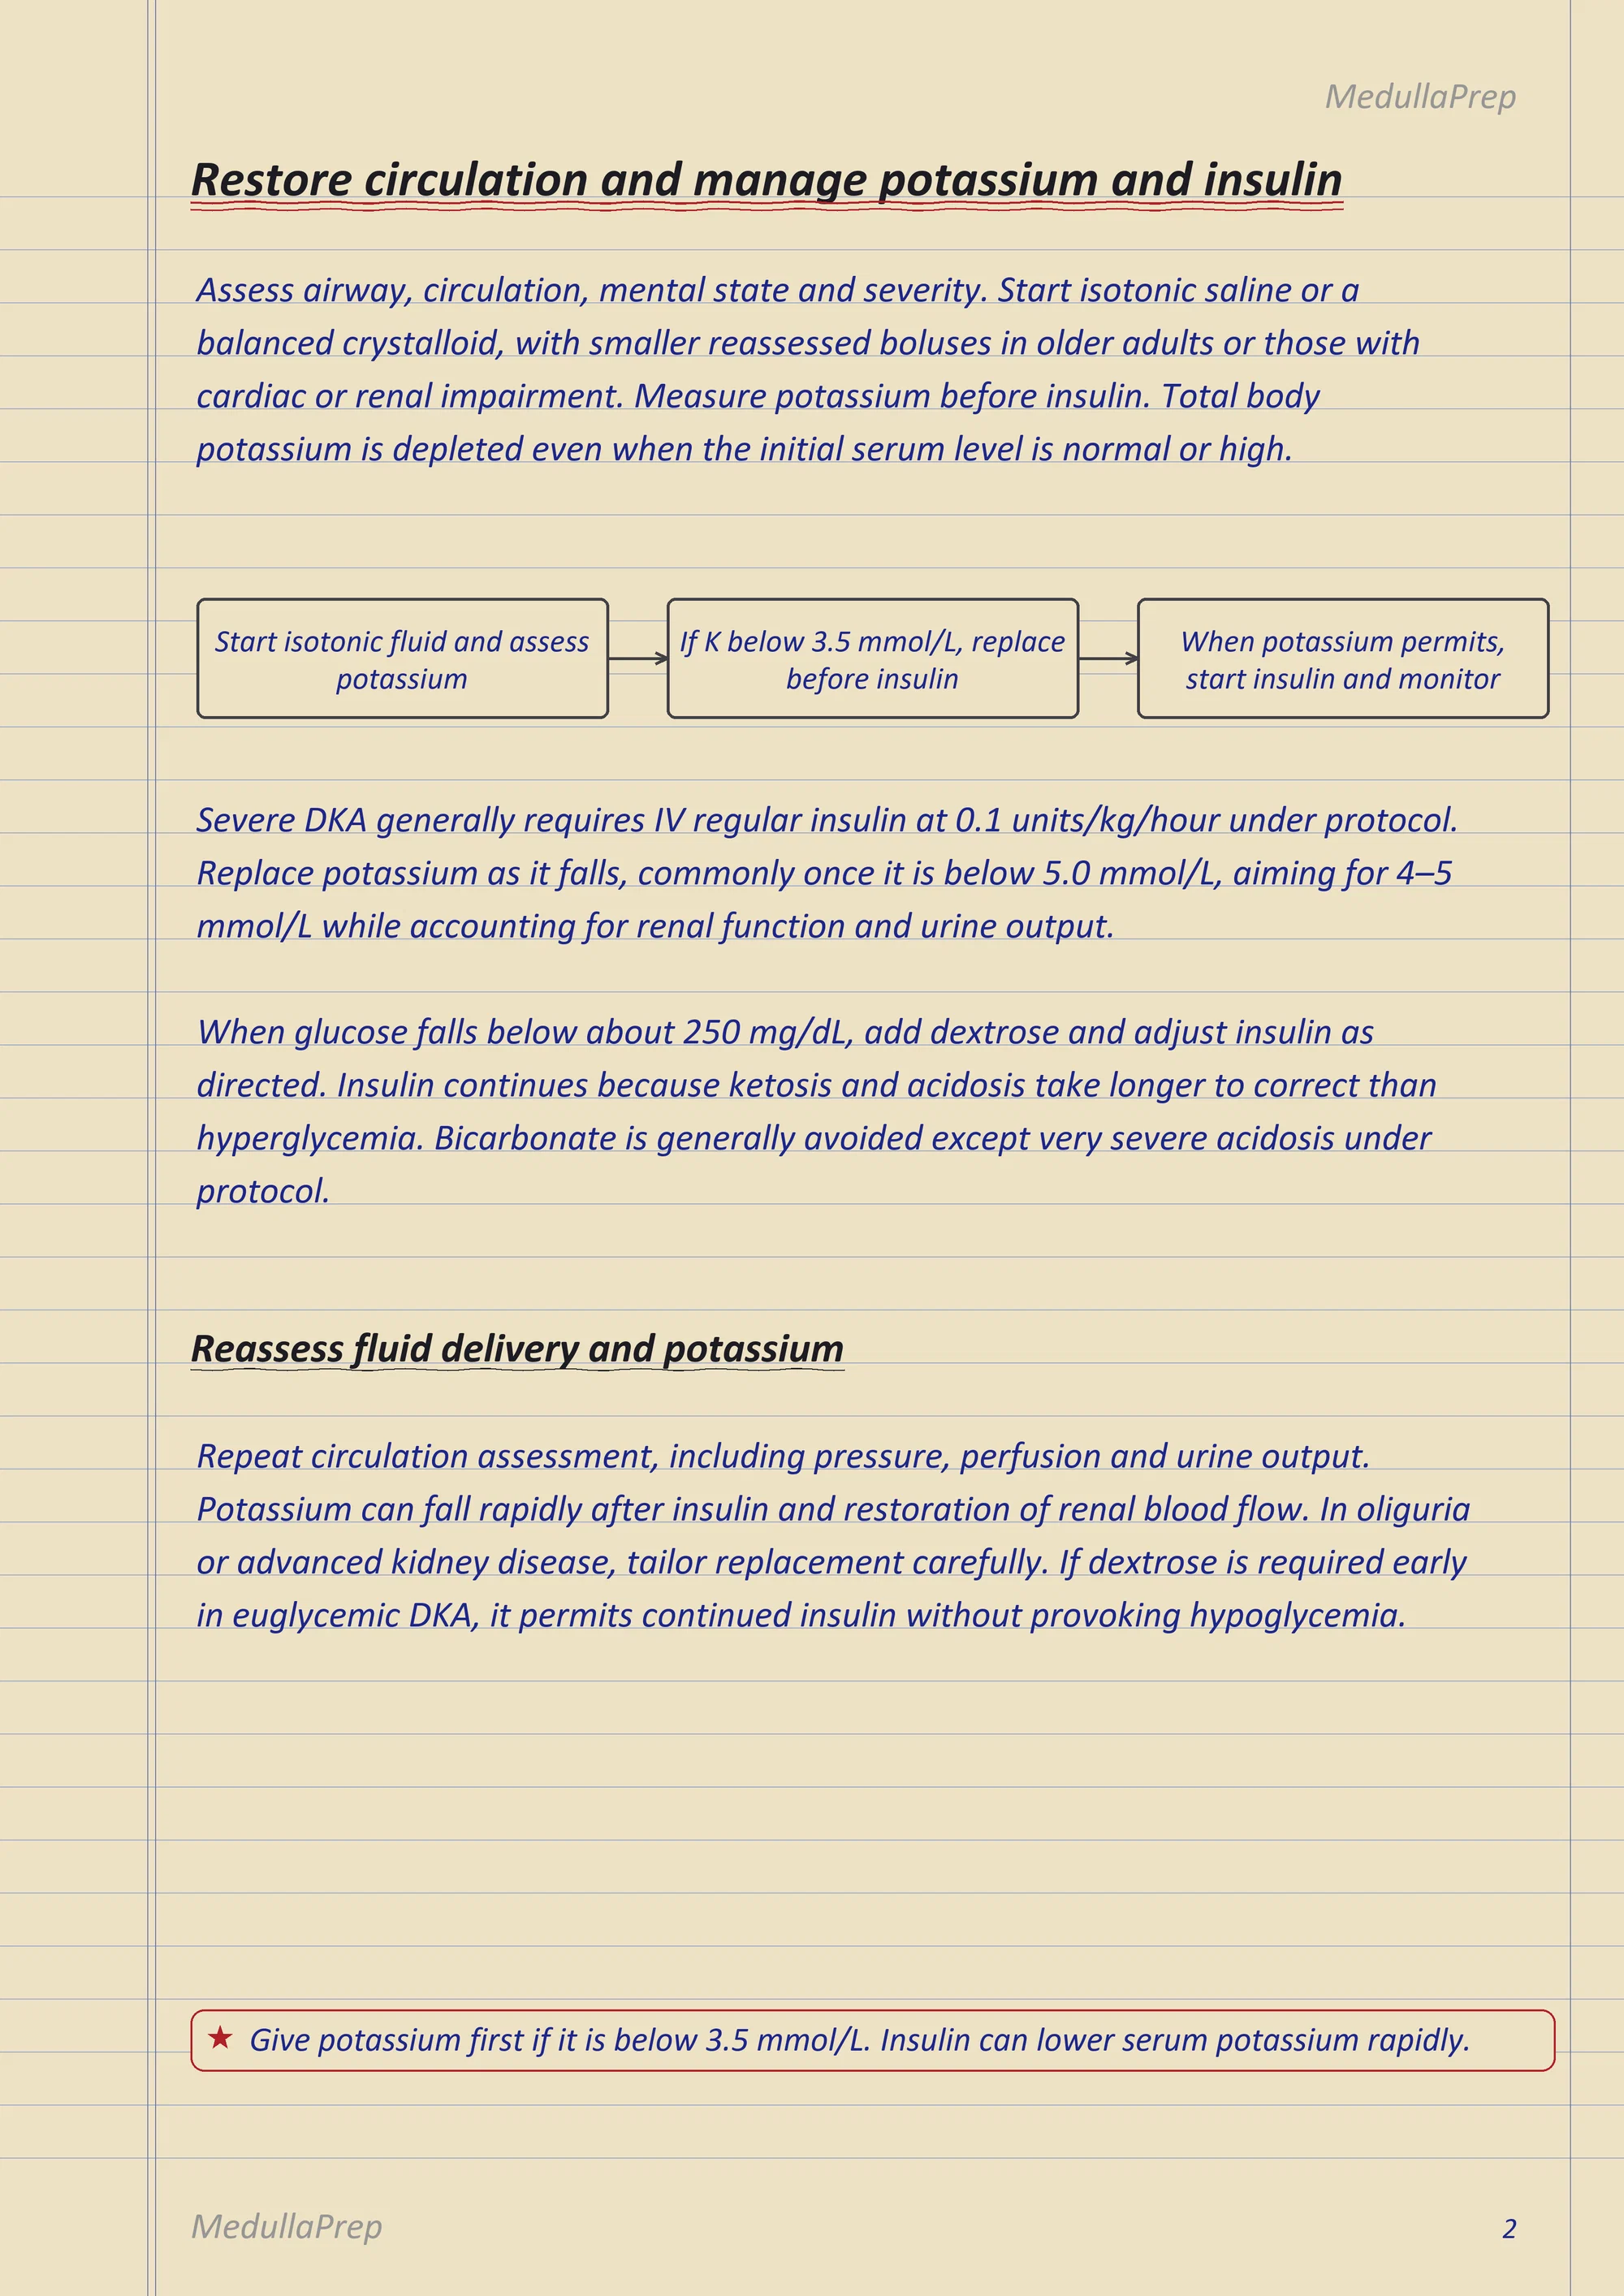 MedullaPrep
Restore circulation and manage potassium and insulin
Assess airway, circulation, mental state and severity. Start isotonic saline or a
balanced crystalloid, with smaller reassessed boluses in older adults or those with
cardiac or renal impairment. Measure potassium before insulin. Total body
potassium is depleted even when the initial serum level is normal or high.
Start isotonic fluid and assess
potassium
If K below 3.5 mmol/L, replace
before insulin
When potassium permits,
start insulin and monitor
Severe DKA generally requires IV regular insulin at 0.1 units/kg/hour under protocol.
Replace potassium as it falls, commonly once it is below 5.0 mmol/L, aiming for 4–5
mmol/L while accounting for renal function and urine output.
When glucose falls below about 250 mg/dL, add dextrose and adjust insulin as
directed. Insulin continues because ketosis and acidosis take longer to correct than
hyperglycemia. Bicarbonate is generally avoided except very severe acidosis under
protocol.
Reassess fluid delivery and potassium
Repeat circulation assessment, including pressure, perfusion and urine output.
Potassium can fall rapidly after insulin and restoration of renal blood flow. In oliguria
or advanced kidney disease, tailor replacement carefully. If dextrose is required early
in euglycemic DKA, it permits continued insulin without provoking hypoglycemia.
★ Give potassium first if it is below 3.5 mmol/L. Insulin can lower serum potassium rapidly.
MedullaPrep
2